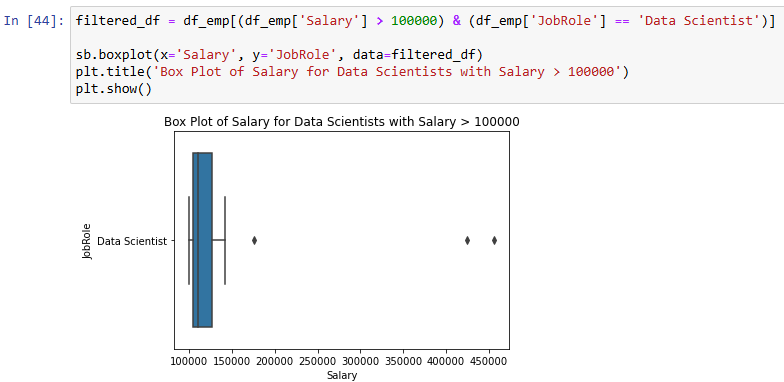 In [44]: filtered_df = df_emp[(df_emp['Salary'] > 100000) & (df_emp['JobRole'] == 'Data Scientist')]
sb.boxplot(x='Salary', y='JobRole', data=filtered_df)
plt.title('Box Plot of Salary for Data Scientists with Salary > 100000')
plt.show()
Box Plot of Salary for Data Scientists with Salary > 100000
JobRole
Data Scientist
100000 150000 200000 250000 300000 350000 400000 450000
Salary